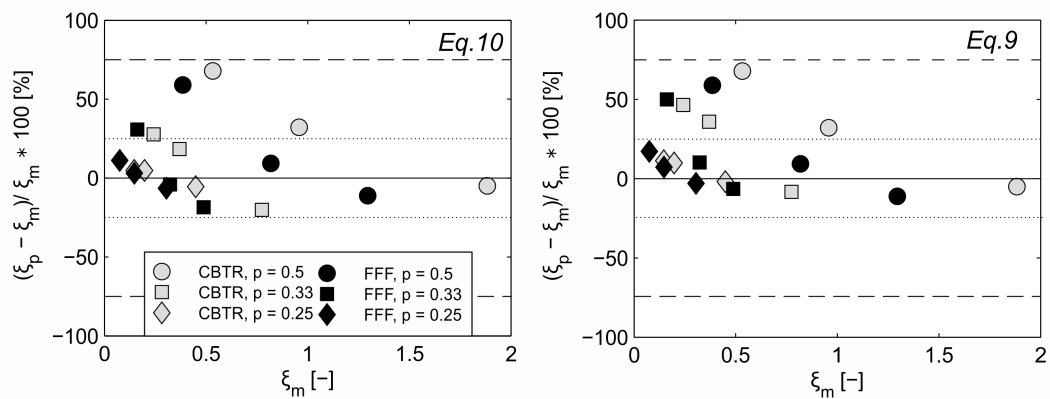 Eq.10
(ξp − ξm)/ ξm * 100 [%]
100
50
0
−50
−100
CBTR, p = 0.5
FFF, p = 0.5
CBTR, p = 0.33
FFF, p = 0.33
CBTR, p = 0.25
FFF, p = 0.25
0 0.5 1 1.5 2
ξm [−]
Eq.9
(ξp − ξm)/ ξm * 100 [%]
100
50
0
−50
−100
0 0.5 1 1.5 2
ξm [−]